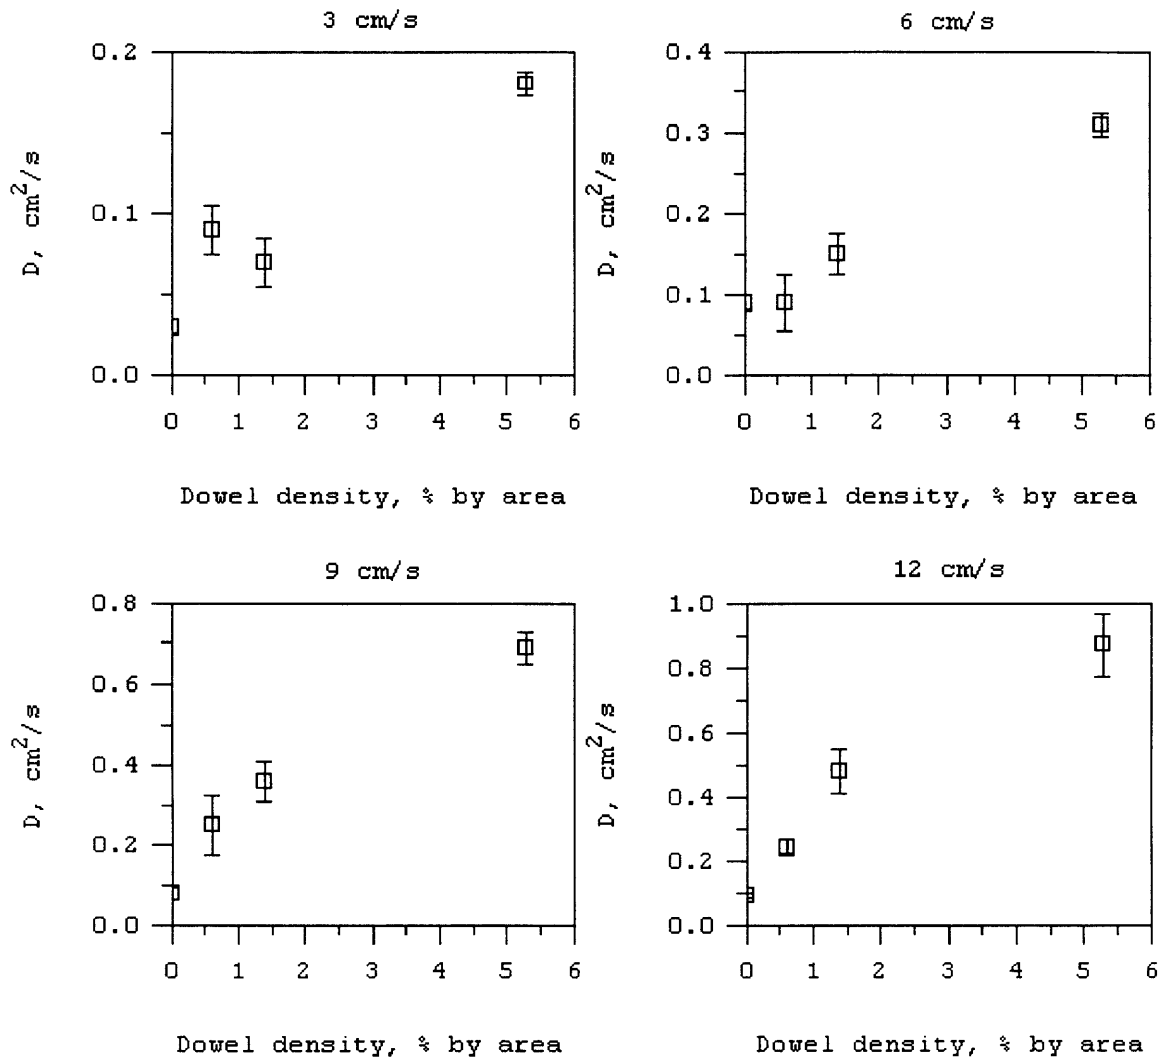 3 cm/s
0.2
0.1
0.0
D, cm²/s
0 1 2 3 4 5 6
Dowel density, % by area
6 cm/s
0.4
0.3
0.2
0.1
0.0
D, cm²/s
0 1 2 3 4 5 6
Dowel density, % by area
9 cm/s
0.8
0.6
0.4
0.2
0.0
D, cm²/s
0 1 2 3 4 5 6
Dowel density, % by area
12 cm/s
1.0
0.8
0.6
0.4
0.2
0.0
D, cm²/s
0 1 2 3 4 5 6
Dowel density, % by area